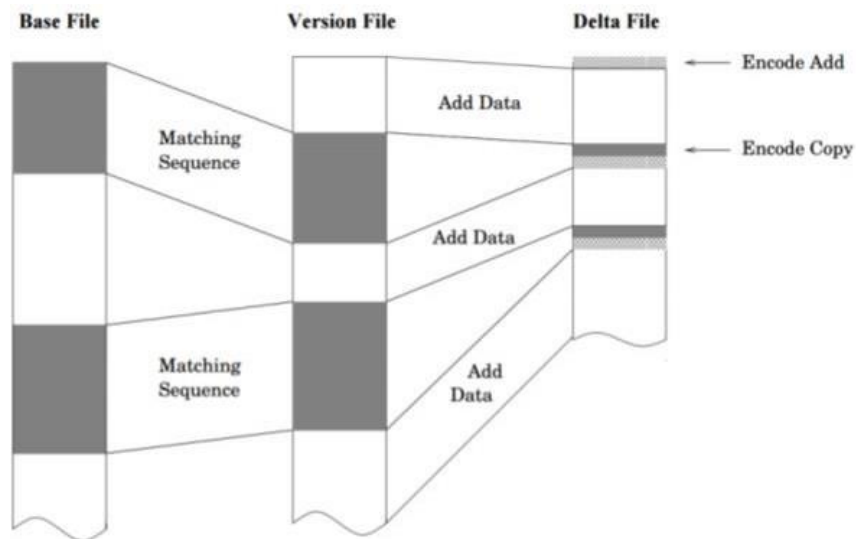 Base File
Version File
Delta File
Encode Add
Add Data
Matching
Sequence
Encode Copy
Add Data
Matching
Sequence
Add
Data